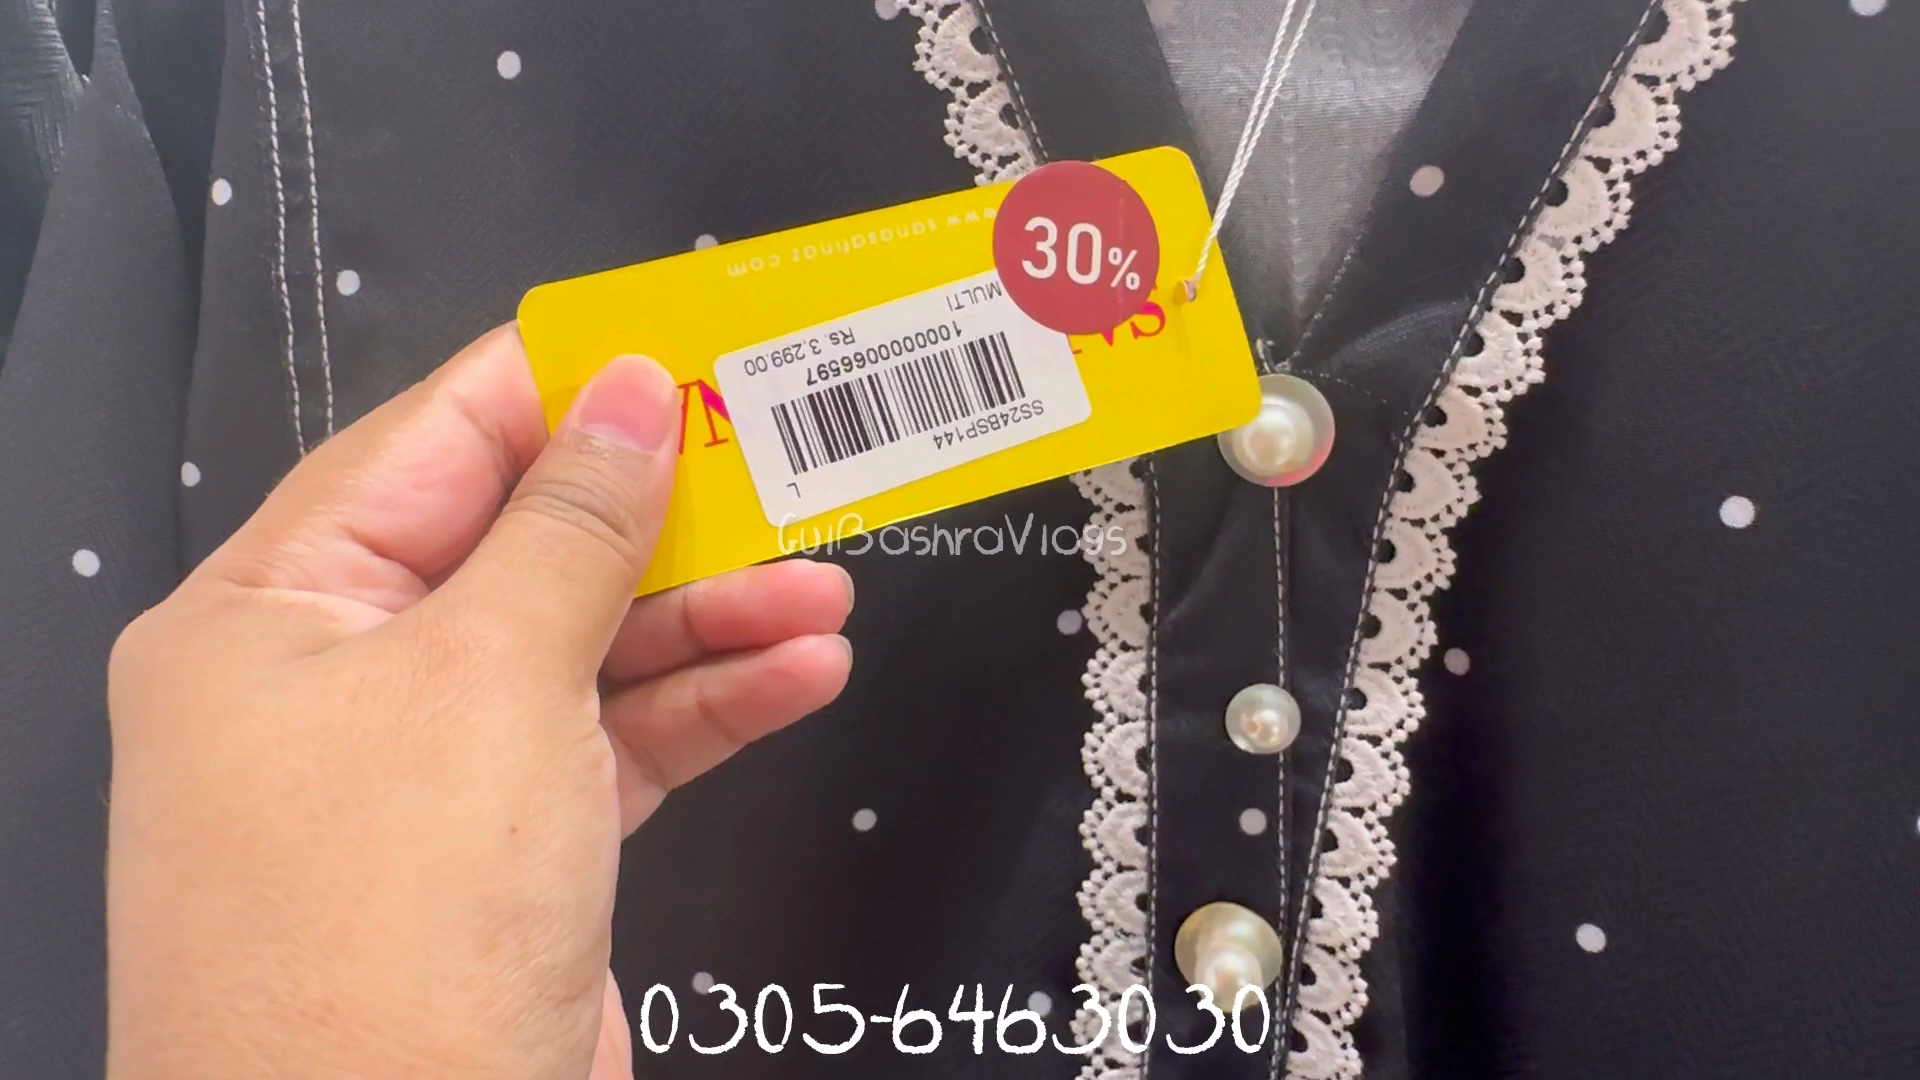 www.sanasafinaz.com
30%
MULTI
Rs. 3,299.00
1000000066597
SS24BSP144
L
GulBashraVlogs
0305-6463030